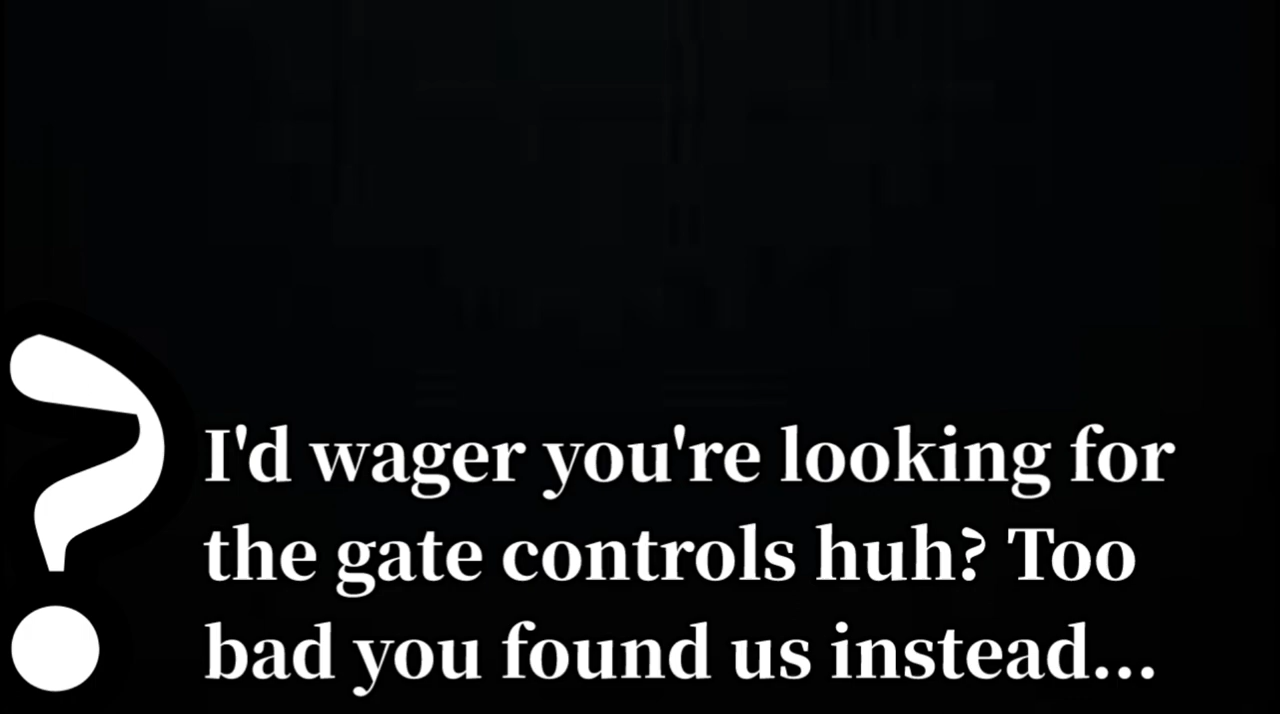 ?
I'd wager you're looking for
the gate controls huh? Too
bad you found us instead...